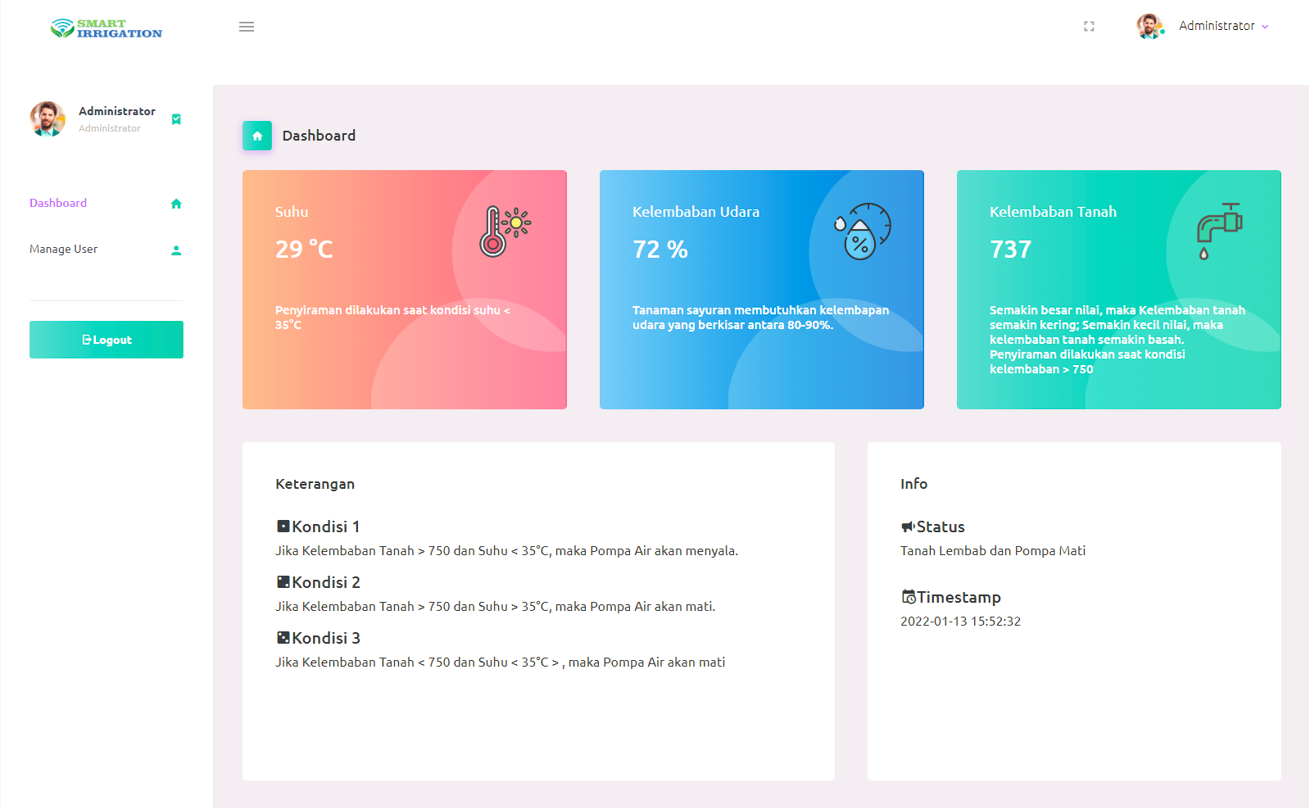 SMART
IRRIGATION
Administrator
Administrator
Administrator
Dashboard
Manage User
Logout
Dashboard
Suhu
29 °C
Penyiraman dilakukan saat kondisi suhu <
35°C
Kelembaban Udara
72 %
Tanaman sayuran membutuhkan kelembapan
udara yang berkisar antara 80-90%.
Kelembaban Tanah
737
Semakin besar nilai, maka Kelembaban tanah
semakin kering; Semakin kecil nilai, maka
kelembaban tanah semakin basah.
Penyiraman dilakukan saat kondisi
kelembaban > 750
Keterangan
Kondisi 1
Jika Kelembaban Tanah > 750 dan Suhu < 35°C, maka Pompa Air akan menyala.
Kondisi 2
Jika Kelembaban Tanah > 750 dan Suhu > 35°C, maka Pompa Air akan mati.
Kondisi 3
Jika Kelembaban Tanah < 750 dan Suhu < 35°C > , maka Pompa Air akan mati
Info
Status
Tanah Lembab dan Pompa Mati
Timestamp
2022-01-13 15:52:32